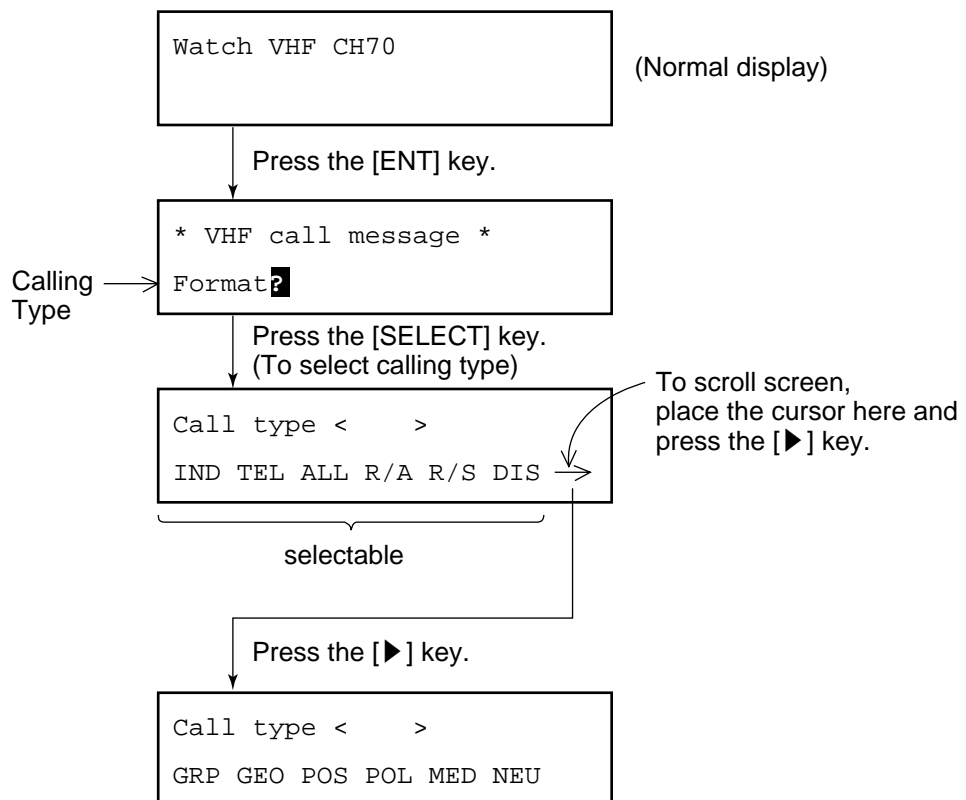 Watch VHF CH70
(Normal display)
Press the [ENT] key.
* VHF call message *
Calling
Type
Format?
Press the [SELECT] key.
(To select calling type)
Call type <    >
IND TEL ALL R/A R/S DIS →
To scroll screen,
place the cursor here and
press the [▶] key.
selectable
Press the [▶] key.
Call type <    >
GRP GEO POS POL MED NEU